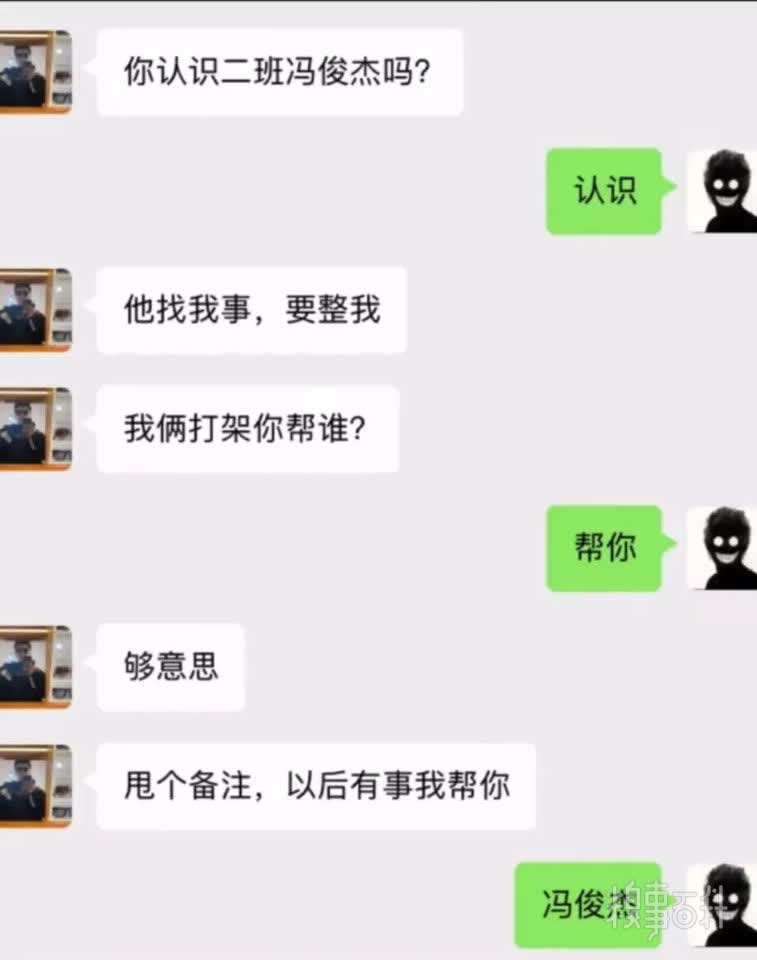 你认识二班冯俊杰吗?
认识
他找我事，要整我
我俩打架你帮谁?
帮你
够意思
甩个备注，以后有事我帮你
冯俊杰
糗事百科